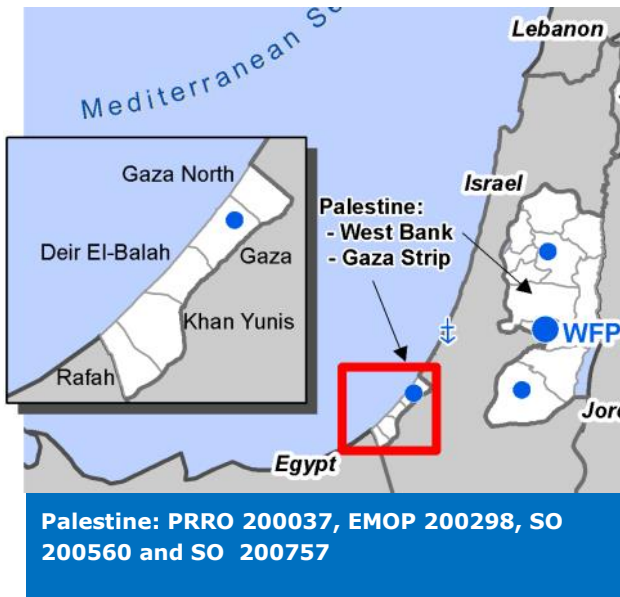 Mediterranean
Lebanon
Gaza North
Israel
Palestine:
- West Bank
- Gaza Strip
Deir El-Balah
Gaza
Khan Yunis
WFP
Rafah
Egypt
Palestine: PRRO 200037, EMOP 200298, SO
200560 and SO 200757